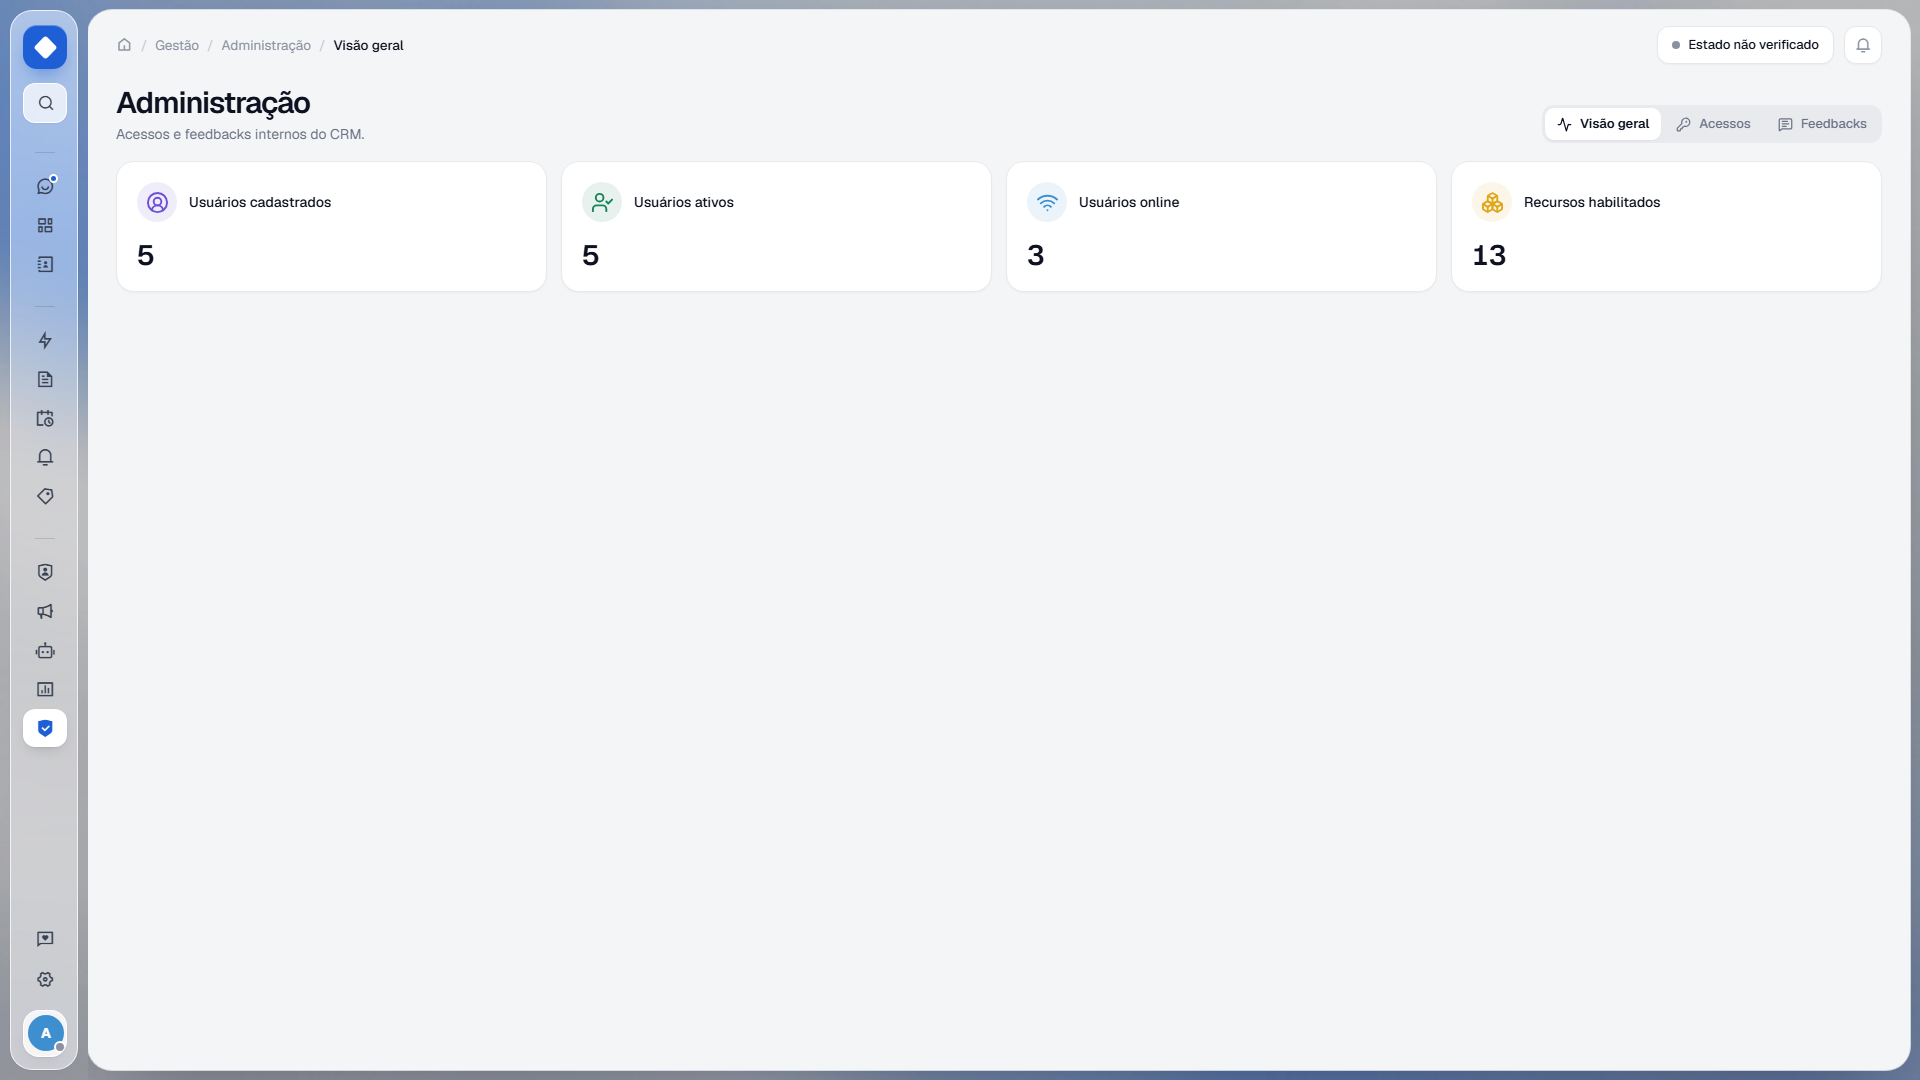 / Gestão / Administração / Visão geral
Estado não verificado
Administração
Acessos e feedbacks internos do CRM.
Visão geral
Acessos
Feedbacks
Usuários cadastrados
5
Usuários ativos
5
Usuários online
3
Recursos habilitados
13
A